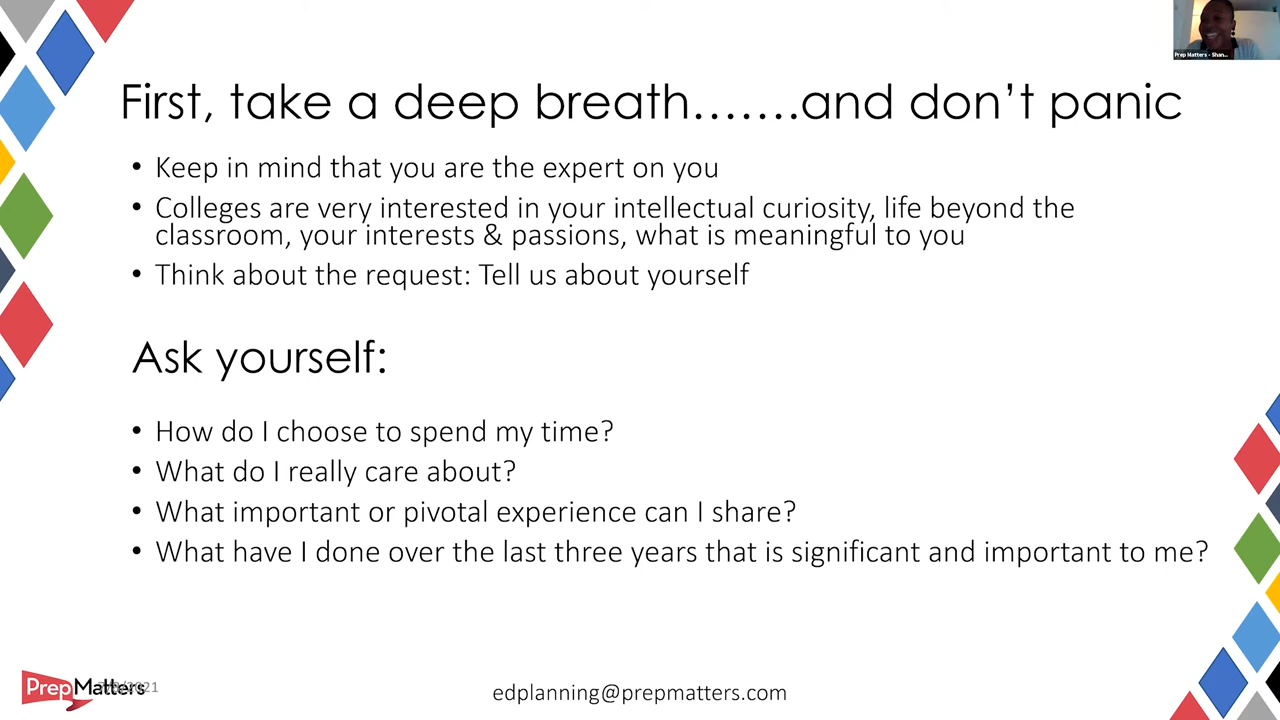 Prep Matters - Shan...
First, take a deep breath…….and don’t panic
• Keep in mind that you are the expert on you
• Colleges are very interested in your intellectual curiosity, life beyond the
classroom, your interests & passions, what is meaningful to you
• Think about the request: Tell us about yourself
Ask yourself:
• How do I choose to spend my time?
• What do I really care about?
• What important or pivotal experience can I share?
• What have I done over the last three years that is significant and important to me?
PrepMatters
edplanning@prepmatters.com